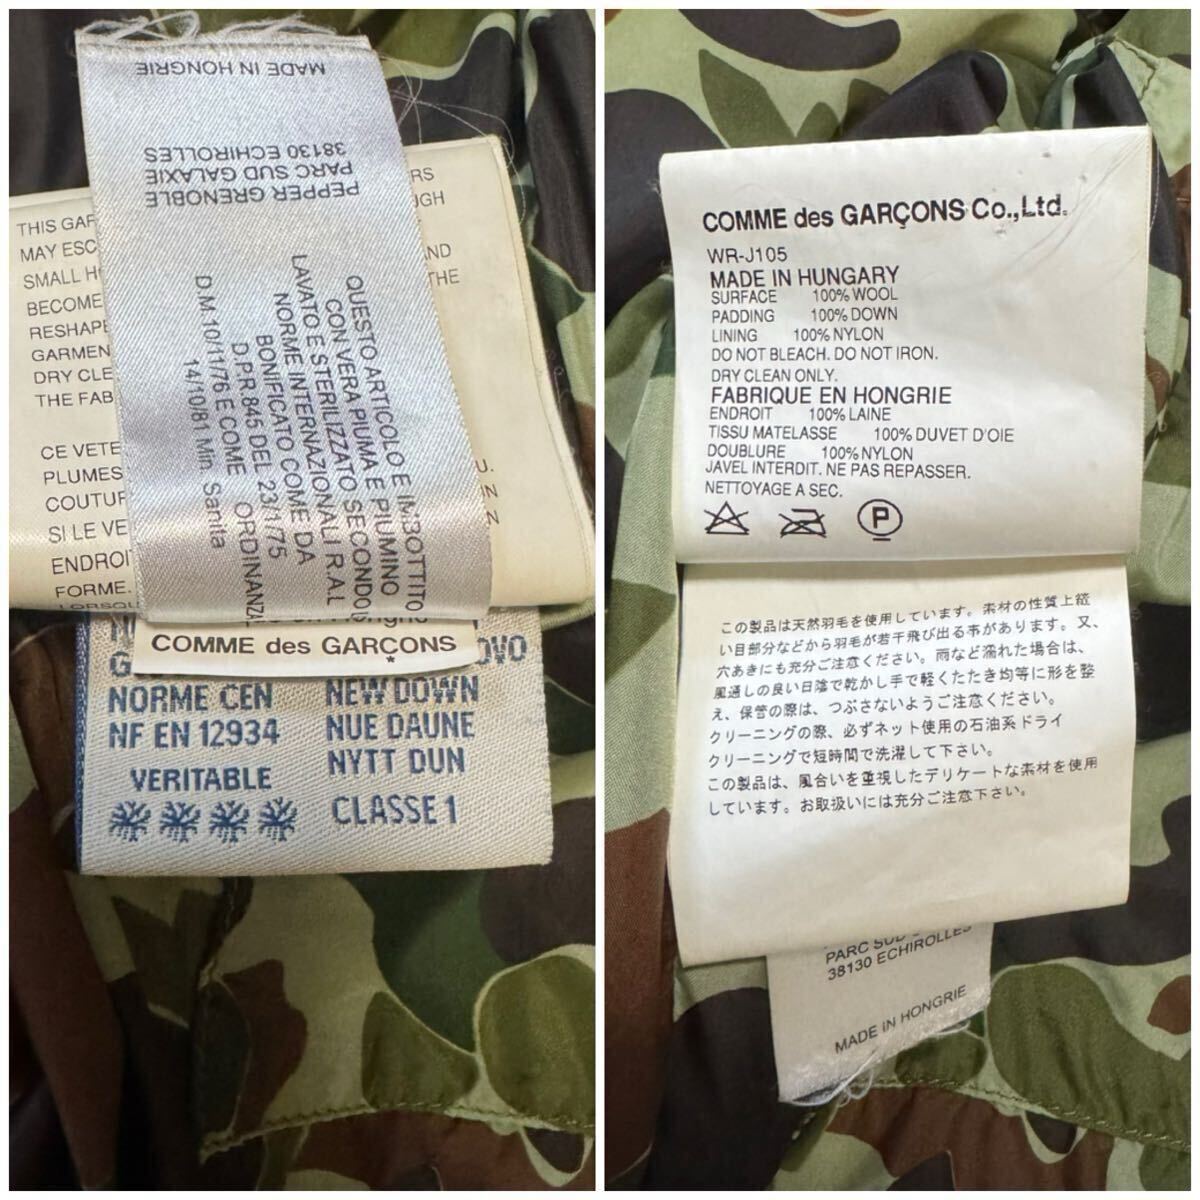 MADE IN HONGRIE
PEPPER GRENOBLE
PARC SUD GALAXIE
38130 ECHIROLLES
QUESTO ARTICOLO E IMBOTTITO
CON VERA PIUMA E PIUMINO
LAVATO E STERILIZZATO SECONDO
NORME INTERNAZIONALI R.A.L
BONIFICATO COME DA
D.P.R 845 DEL 23/1/75
D.M.10/11/76 E COME ORDINANZA
14/10/81 Min Sanita
THIS GAR
MAY ESC
SMALL H
BECOME
RESHAPE
GARMEN
DRY CLE
THE FAB
RS
UGH
AND
THE
CE VETE
PLUMES
COUTUR
SI LE VE
ENDROI
FORME.
LORSQU
U.
N
N
COMME des GARÇONS
OVO
NORME CEN
NF EN 12934
VERITABLE
NEW DOWN
NUE DAUNE
NYTT DUN
CLASSE 1
COMME des GARÇONS Co.,Ltd.
WR-J105
MADE IN HUNGARY
SURFACE 100% WOOL
PADDING 100% DOWN
LINING 100% NYLON
DO NOT BLEACH. DO NOT IRON.
DRY CLEAN ONLY.
FABRIQUE EN HONGRIE
ENDROIT 100% LAINE
TISSU MATELASSE 100% DUVET D'OIE
DOUBLURE 100% NYLON
JAVEL INTERDIT. NE PAS REPASSER.
NETTOYAGE A SEC.
P
この製品は天然羽毛を使用しています。素材の性質上縫
い目部分などから羽毛が若干飛び出る事があります。又、
穴あきにも充分ご注意ください。雨など濡れた場合は、
風通しの良い日陰で乾かし手で軽くたたき均等に形を整
え、保管の際は、つぶさないようご注意ください。
クリーニングの際、必ずネット使用の石油系ドライ
クリーニングで短時間で洗濯して下さい。
この製品は、風合いを重視したデリケートな素材を使用
しています。お取扱いには充分ご注意下さい。
PARC SUD
38130 ECHIROLLES
MADE IN HONGRIE